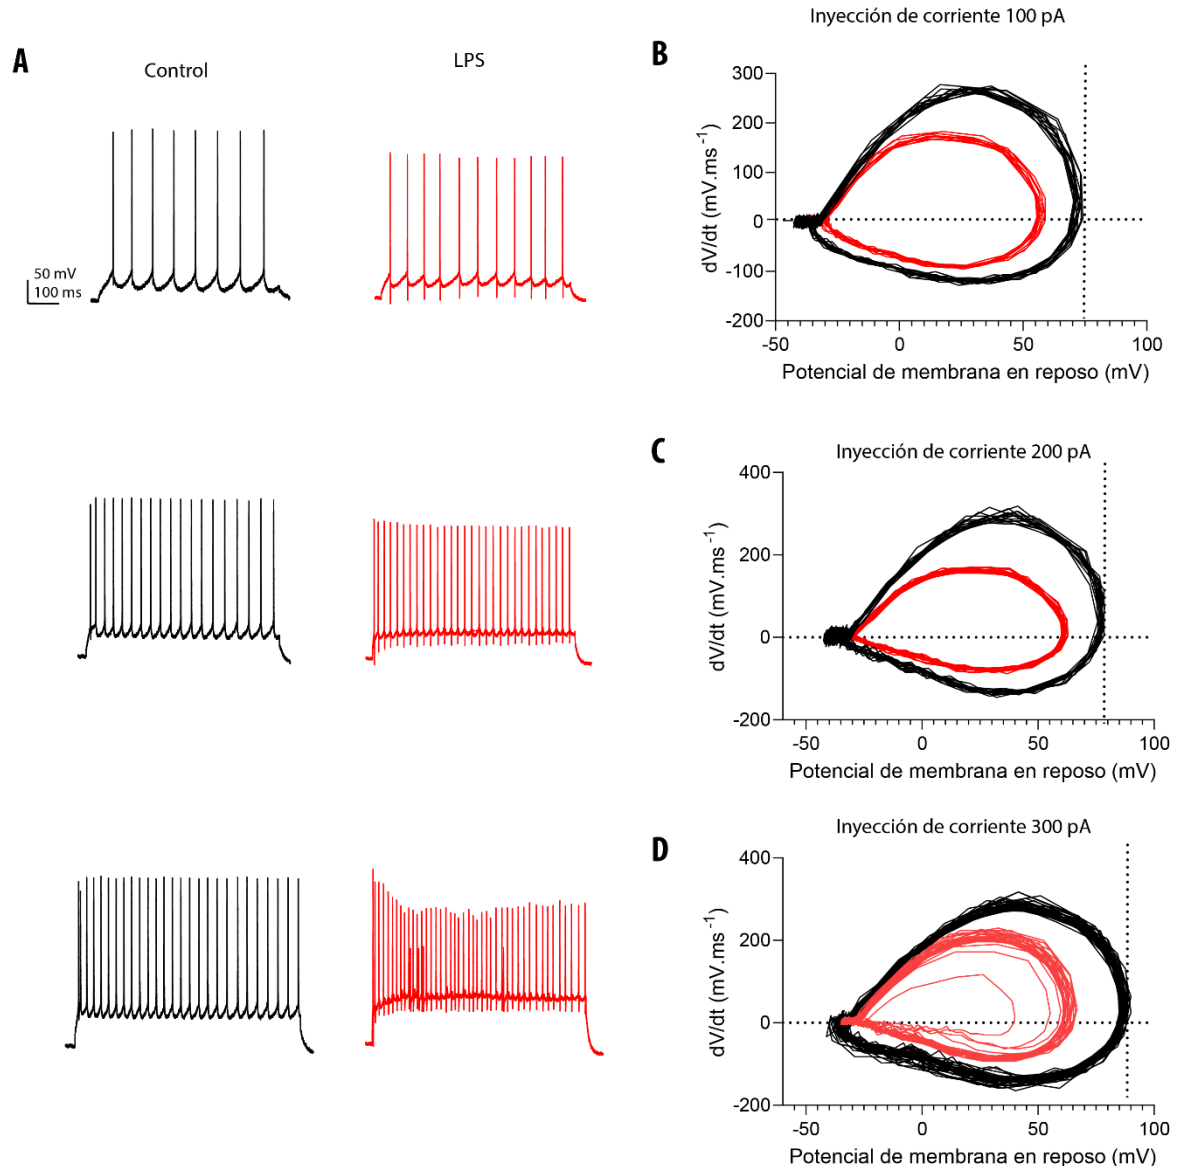 A
Control
LPS
50 mV
100 ms
B
Inyección de corriente 100 pA
300
200
100
0
-100
-200
dV/dt (mV.ms-1)
-50
0
50
100
Potencial de membrana en reposo (mV)
C
Inyección de corriente 200 pA
400
200
0
-200
dV/dt (mV.ms-1)
-50
0
50
100
Potencial de membrana en reposo (mV)
D
Inyección de corriente 300 pA
400
200
0
-200
dV/dt (mV.ms-1)
-50
0
50
100
Potencial de membrana en reposo (mV)